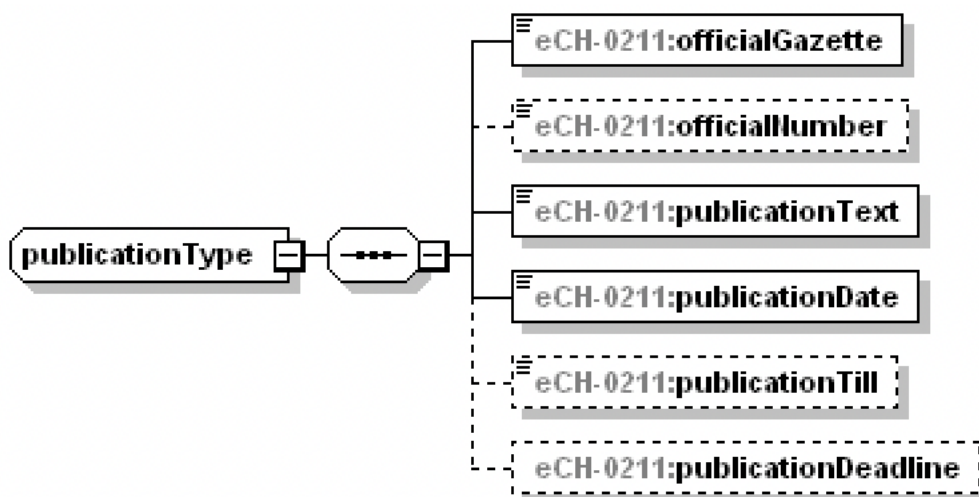 eCH-0211:officialGazette
eCH-0211:officialNumber
eCH-0211:publicationText
publicationType
eCH-0211:publicationDate
eCH-0211:publicationTill
eCH-0211:publicationDeadline